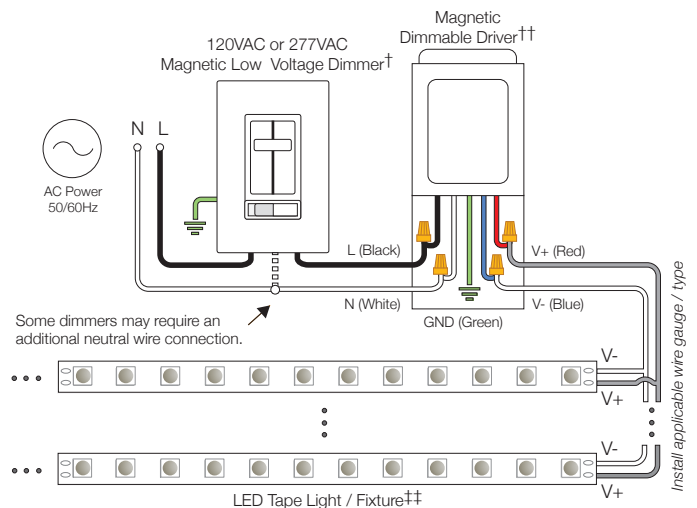 Magnetic
Dimmable Driver††
120VAC or 277VAC
Magnetic Low Voltage Dimmer†
N L
AC Power
50/60Hz
L (Black)
V+ (Red)
N (White)
V- (Blue)
GND (Green)
Some dimmers may require an
additional neutral wire connection.
Install applicable wire gauge / type
V-
V+
V-
V+
LED Tape Light / Fixture‡‡